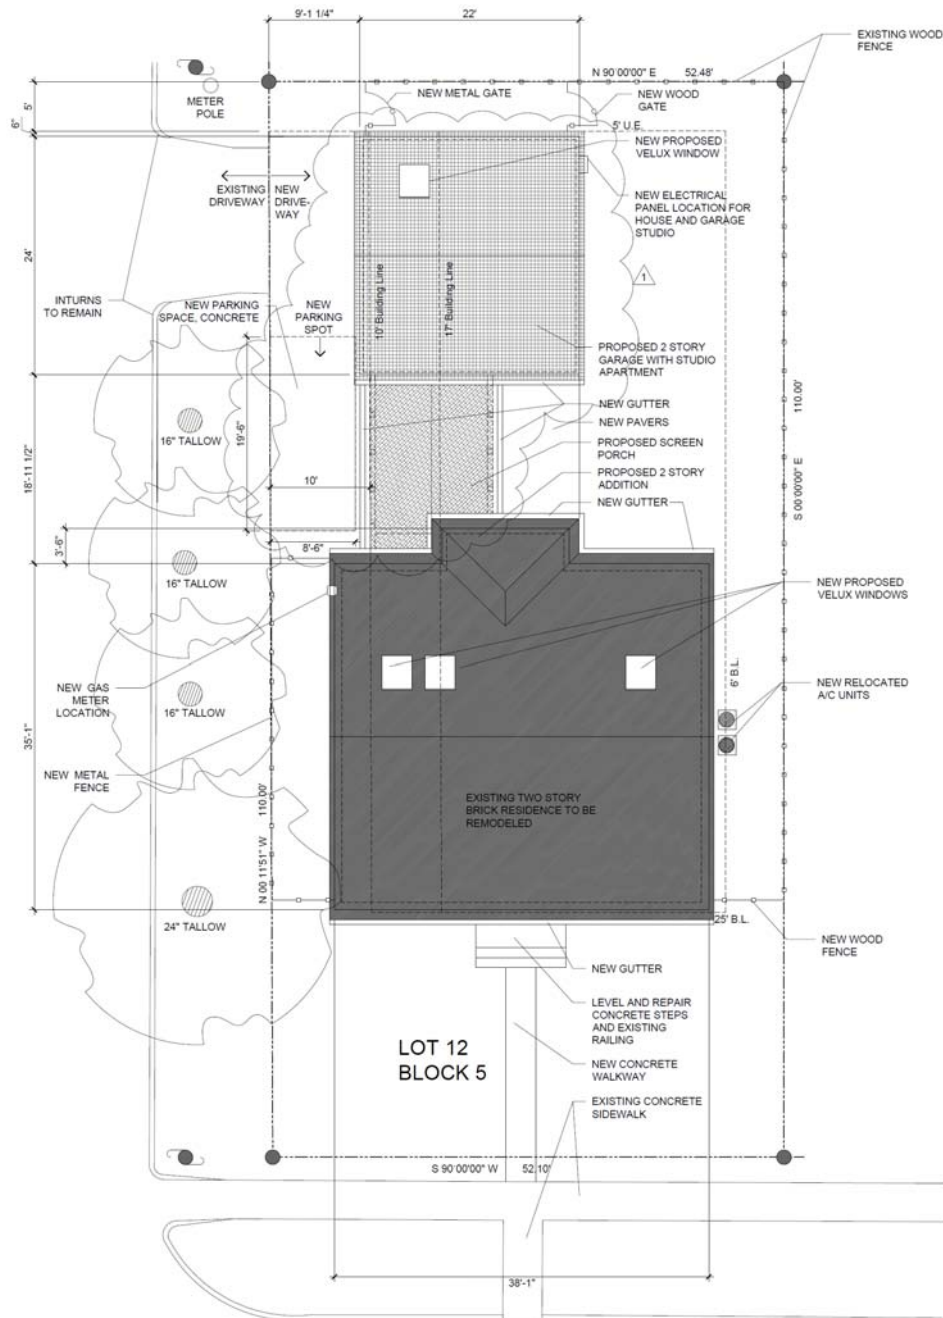 9'-1 1/4"
22'
EXISTING WOOD
FENCE
N 90°00'00" E 52.48'
METER
POLE
NEW METAL GATE
NEW WOOD
GATE
5'
6"
5' U.E.
NEW PROPOSED
VELUX WINDOW
EXISTING
DRIVEWAY
NEW
DRIVE-
WAY
NEW ELECTRICAL
PANEL LOCATION FOR
HOUSE AND GARAGE
STUDIO
24'
10' Building Line
17' Building Line
1
INTURNS
TO REMAIN
NEW PARKING
SPACE, CONCRETE
NEW
PARKING
SPOT
PROPOSED 2 STORY
GARAGE WITH STUDIO
APARTMENT
110.00'
S 00°00'00" E
NEW GUTTER
NEW PAVERS
16" TALLOW
19'-6"
PROPOSED SCREEN
PORCH
18'-11 1/2"
10'
PROPOSED 2 STORY
ADDITION
NEW GUTTER
3'-6"
8'-6"
16" TALLOW
NEW PROPOSED
VELUX WINDOWS
NEW GAS
METER
LOCATION
16" TALLOW
6' B.L.
NEW RELOCATED
A/C UNITS
35'-1"
NEW METAL
FENCE
110.00'
N 00°11'51" W
EXISTING TWO STORY
BRICK RESIDENCE TO BE
REMODELED
24" TALLOW
25' B.L.
NEW WOOD
FENCE
NEW GUTTER
LEVEL AND REPAIR
CONCRETE STEPS
AND EXISTING
RAILING
LOT 12
BLOCK 5
NEW CONCRETE
WALKWAY
EXISTING CONCRETE
SIDEWALK
S 90°00'00" W 52.10'
38'-1"